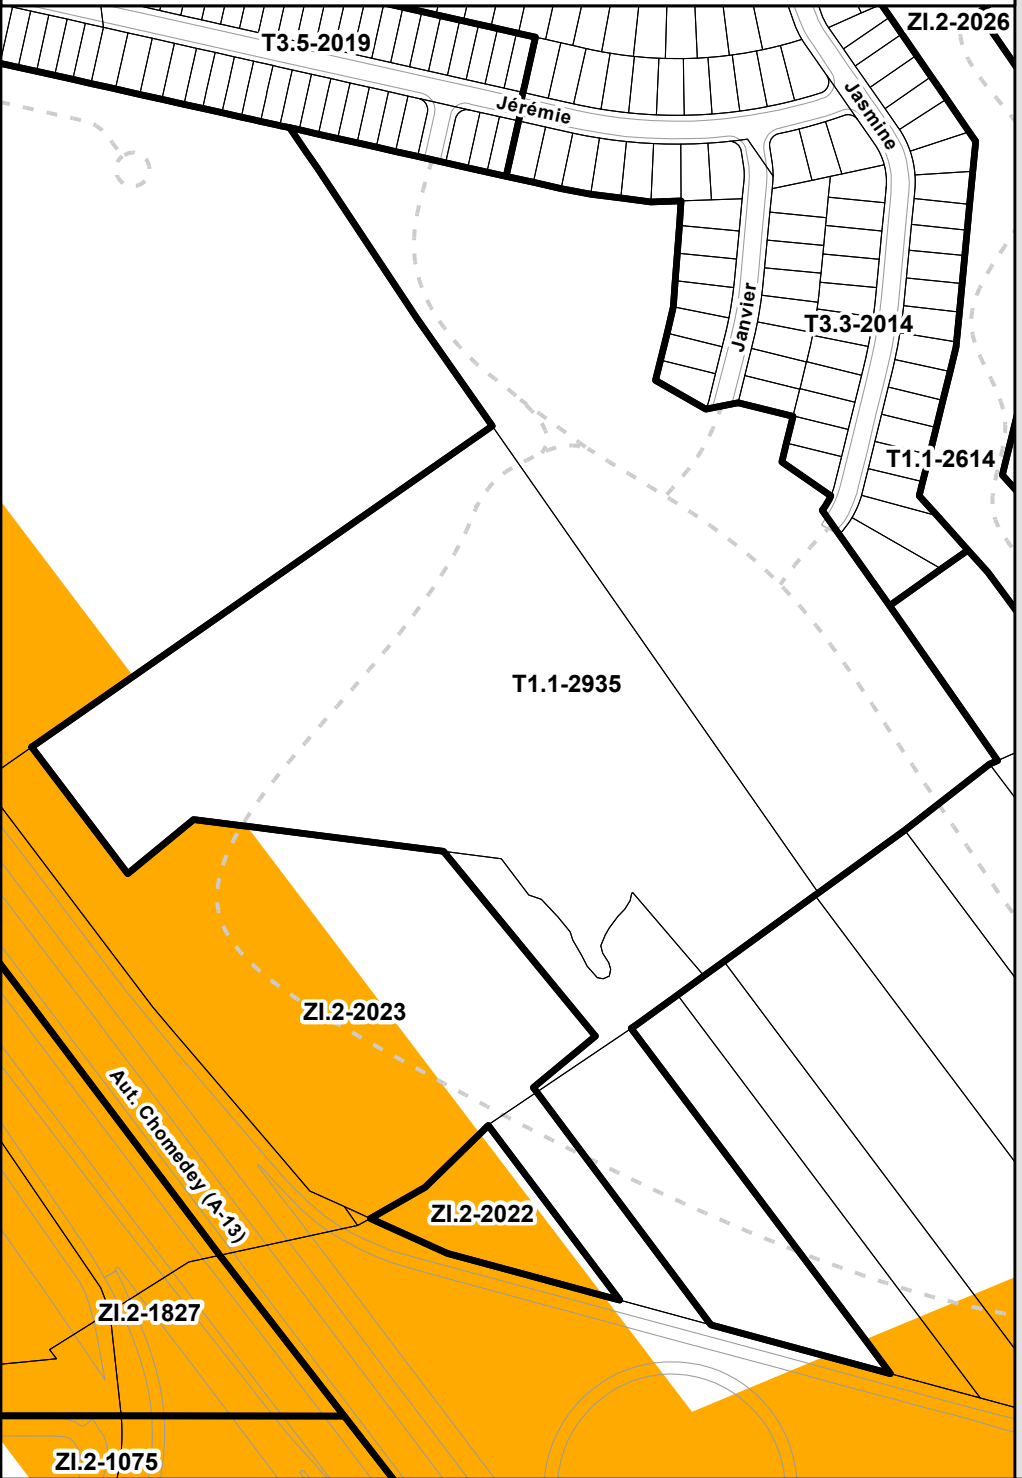 ZI.2-2026
T3.5-2019
Jérémie
Jasmine
Janvier
T3.3-2014
T1.1-2614
T1.1-2935
ZI.2-2023
Aut. Chomedey (A-13)
ZI.2-2022
ZI.2-1827
ZI.2-1075